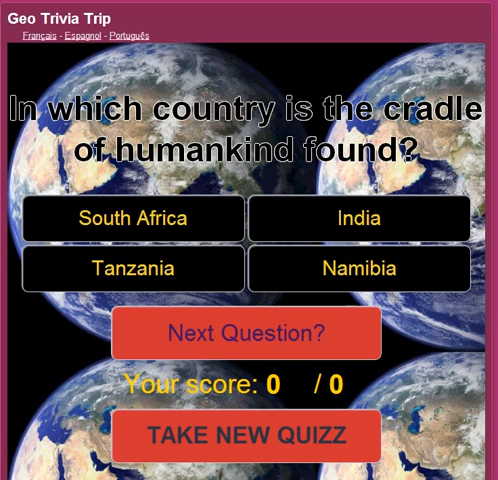 Geo Trivia Trip
Français - Espagnol - Português
In which country is the cradle
of humankind found?
South Africa
India
Tanzania
Namibia
Next Question?
Your score: 0 / 0
TAKE NEW QUIZZ